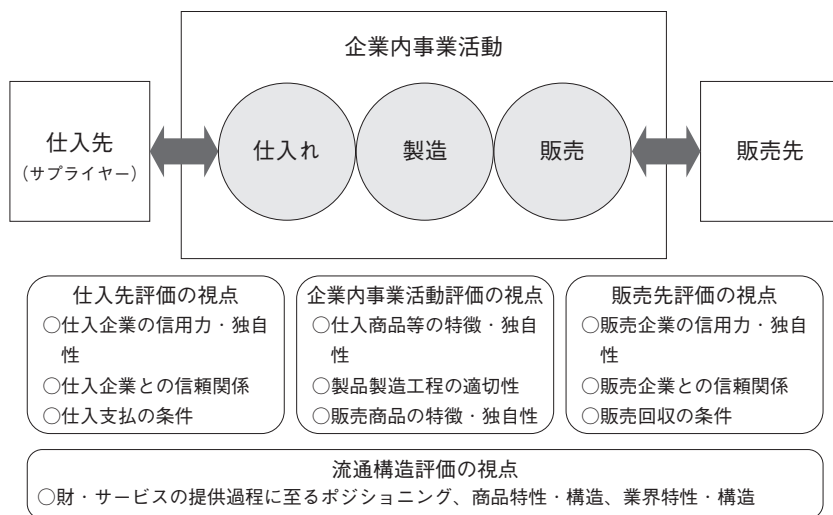 企業内事業活動
仕入先
（サプライヤー）
仕入れ
製造
販売
販売先
仕入先評価の視点
○仕入企業の信用力・独自
性
○仕入企業との信頼関係
○仕入支払の条件
企業内事業活動評価の視点
○仕入商品等の特徴・独自
性
○製品製造工程の適切性
○販売商品の特徴・独自性
販売先評価の視点
○販売企業の信用力・独自
性
○販売企業との信頼関係
○販売回収の条件
流通構造評価の視点
○財・サービスの提供過程に至るポジショニング、商品特性・構造、業界特性・構造